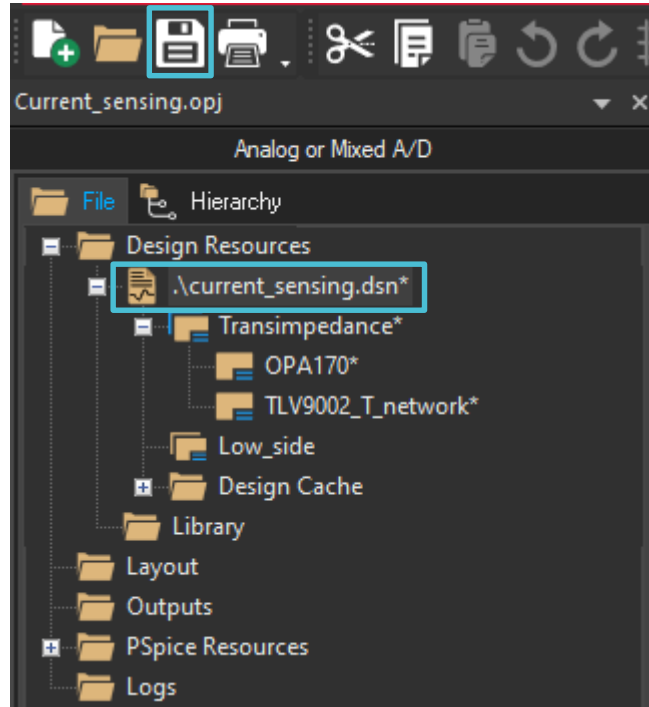 Current_sensing.opj
Analog or Mixed A/D
File Hierarchy
Design Resources
.\current_sensing.dsn*
Transimpedance*
OPA170*
TLV9002_T_network*
Low_side
Design Cache
Library
Layout
Outputs
PSpice Resources
Logs